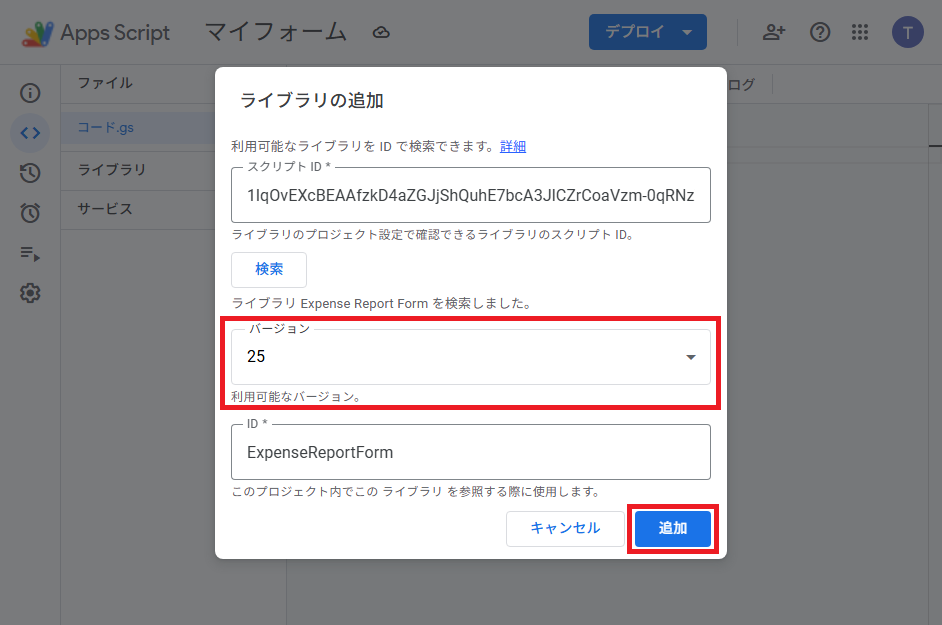 Apps Script マイフォーム デプロイ T
ファイル
ログ
コード.gs
ライブラリ
サービス
ライブラリの追加
利用可能なライブラリを ID で検索できます。詳細
スクリプト ID *
1IqOvEXcBEAAfzkD4aZGJjShQuhE7bcA3JlCZrCoaVzm-0qRNz
ライブラリのプロジェクト設定で確認できるライブラリのスクリプト ID。
検索
ライブラリ Expense Report Form を検索しました。
バージョン
25
利用可能なバージョン。
ID *
ExpenseReportForm
このプロジェクト内でこの ライブラリ を参照する際に使用します。
キャンセル 追加